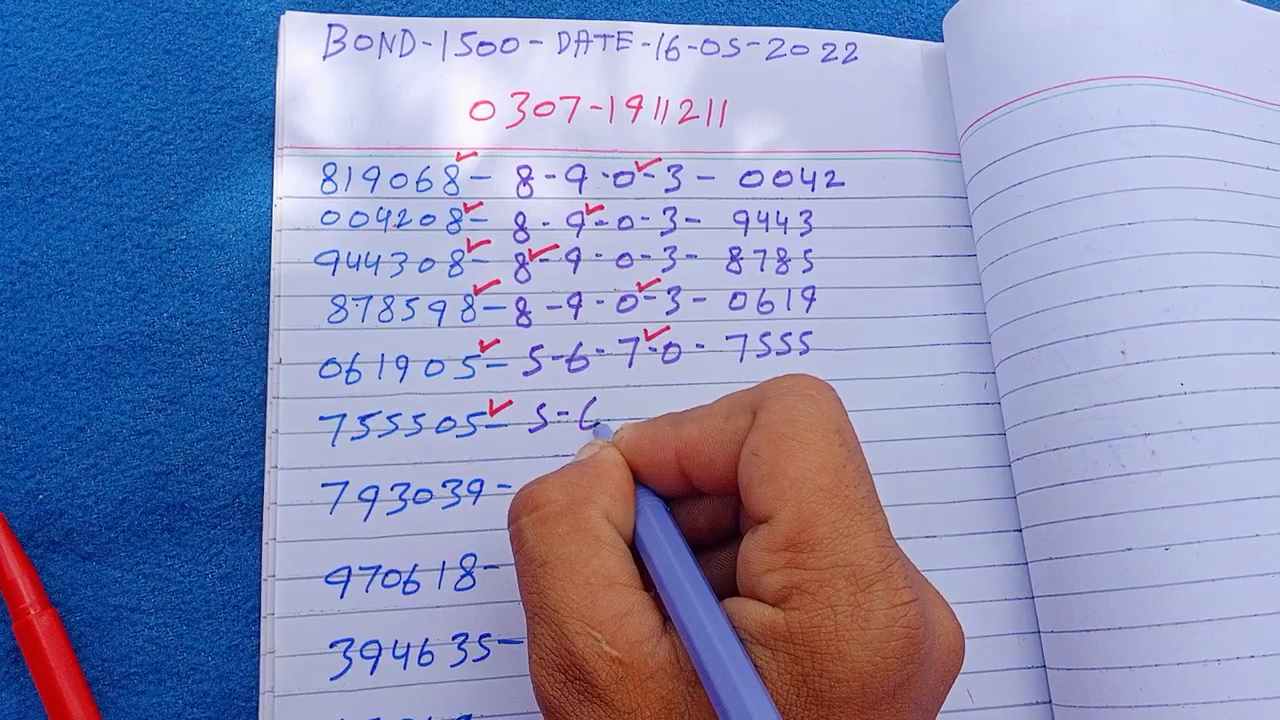 BOND-1500-DATE-16-05-2022
0307-1911211
819068- 8-9-0-3- 0042
004208- 8-9-0-3- 9443
944308- 8-9-0-3- 8785
878598- 8-9-0-3- 0619
061905- 5-6-7-0- 7555
755505- 5-6
793039-
970618-
394635-